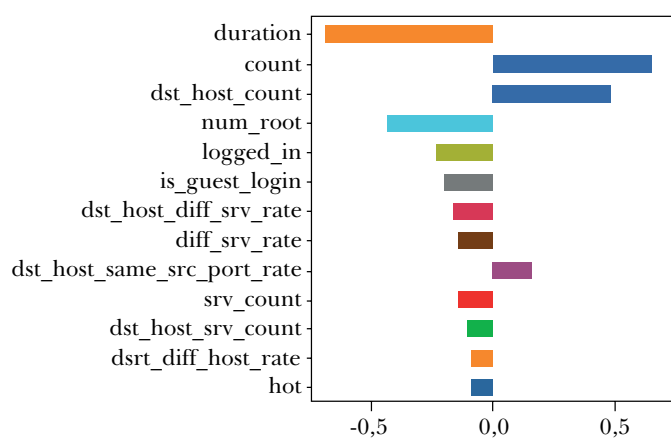 duration
count
dst_host_count
num_root
logged_in
is_guest_login
dst_host_diff_srv_rate
diff_srv_rate
dst_host_same_src_port_rate
srv_count
dst_host_srv_count
dsrt_diff_host_rate
hot
-0,5 0,0 0,5